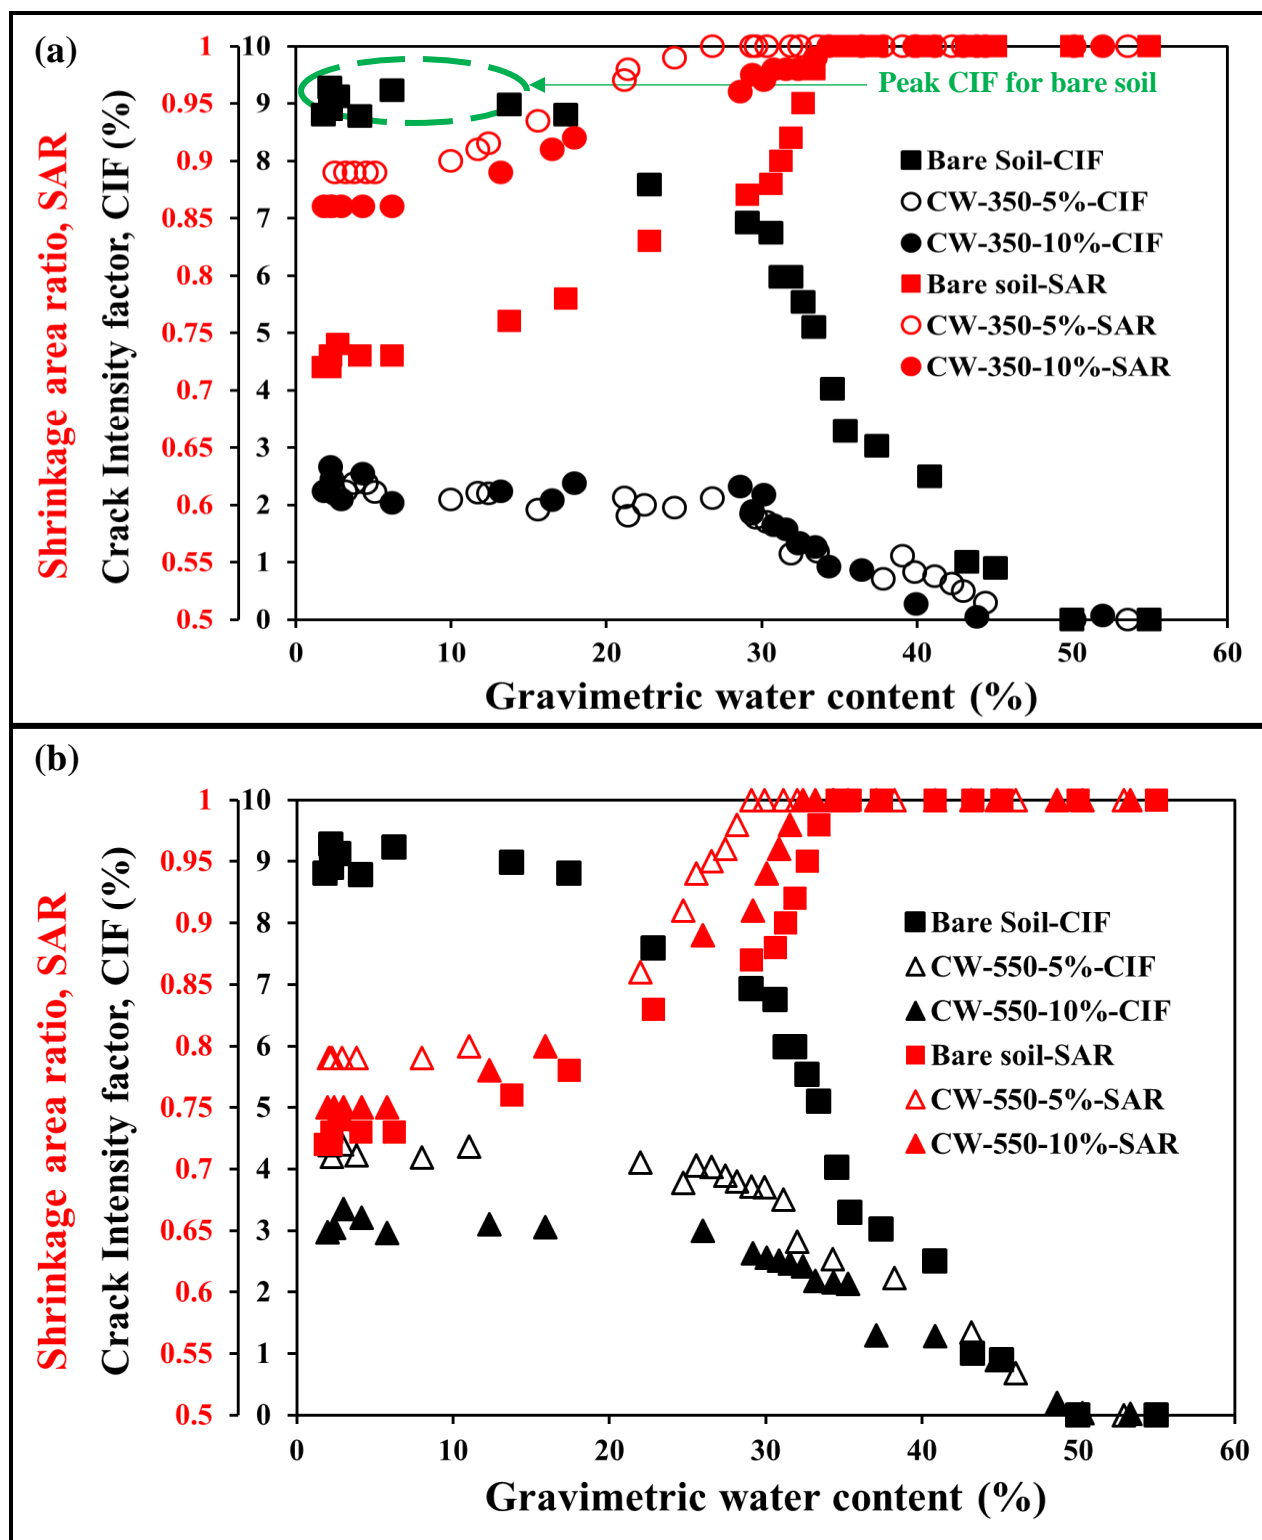 (a)
Shrinkage area ratio, SAR
Crack Intensity factor, CIF (%)
1
0.95
0.9
0.85
0.8
0.75
0.7
0.65
0.6
0.55
0.5
10
9
8
7
6
5
4
3
2
1
0
Peak CIF for bare soil
Bare Soil-CIF
CW-350-5%-CIF
CW-350-10%-CIF
Bare soil-SAR
CW-350-5%-SAR
CW-350-10%-SAR
0 10 20 30 40 50 60
Gravimetric water content (%)
(b)
Shrinkage area ratio, SAR
Crack Intensity factor, CIF (%)
1
0.95
0.9
0.85
0.8
0.75
0.7
0.65
0.6
0.55
0.5
10
9
8
7
6
5
4
3
2
1
0
Bare Soil-CIF
CW-550-5%-CIF
CW-550-10%-CIF
Bare soil-SAR
CW-550-5%-SAR
CW-550-10%-SAR
0 10 20 30 40 50 60
Gravimetric water content (%)